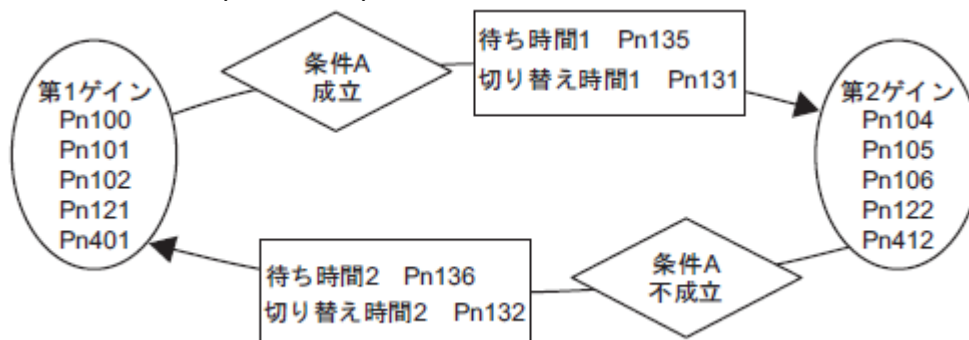 第1ゲイン
Pn100
Pn101
Pn102
Pn121
Pn401
条件A
成立
待ち時間1 Pn135
切り替え時間1 Pn131
第2ゲイン
Pn104
Pn105
Pn106
Pn122
Pn412
条件A
不成立
待ち時間2 Pn136
切り替え時間2 Pn132